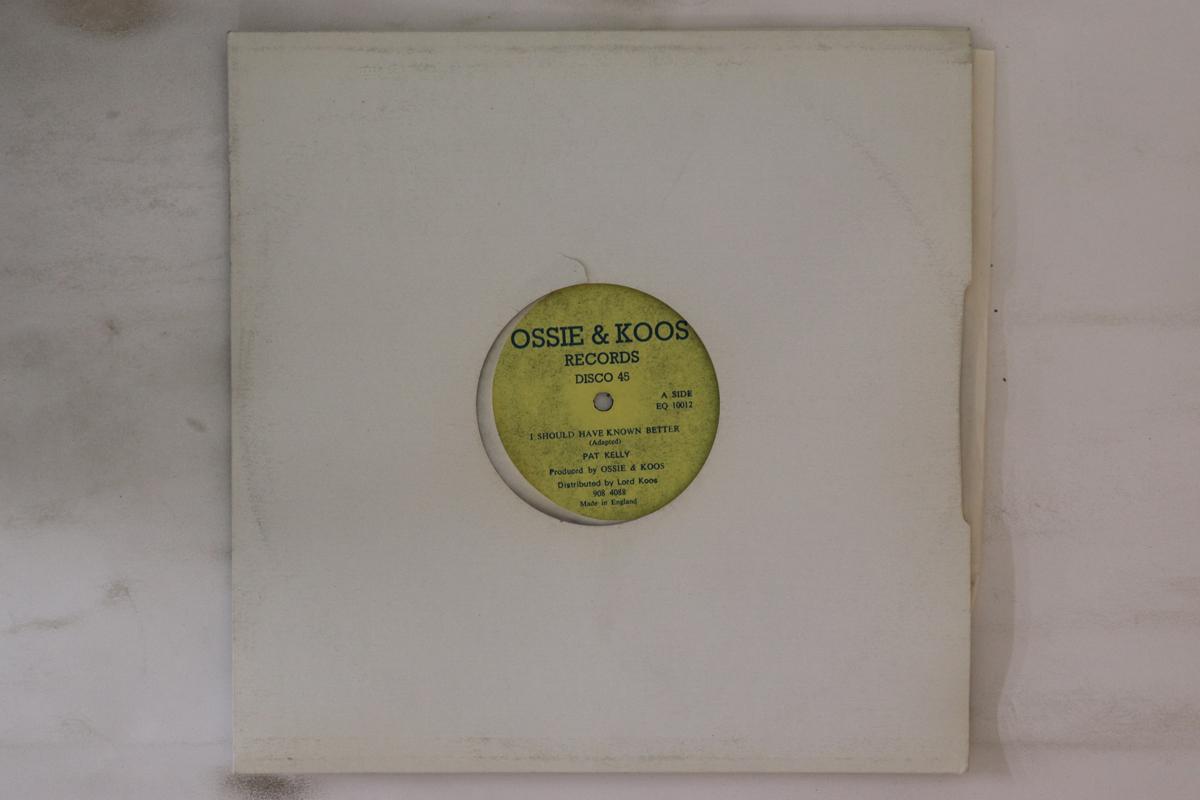 OSSIE & KOOS
RECORDS
DISCO 45
A SIDE
EQ 10012
I SHOULD HAVE KNOWN BETTER
(Adapted)
PAT KELLY
Produced by OSSIE & KOOS
Distributed by Lord Koos
908 4088
Made in England